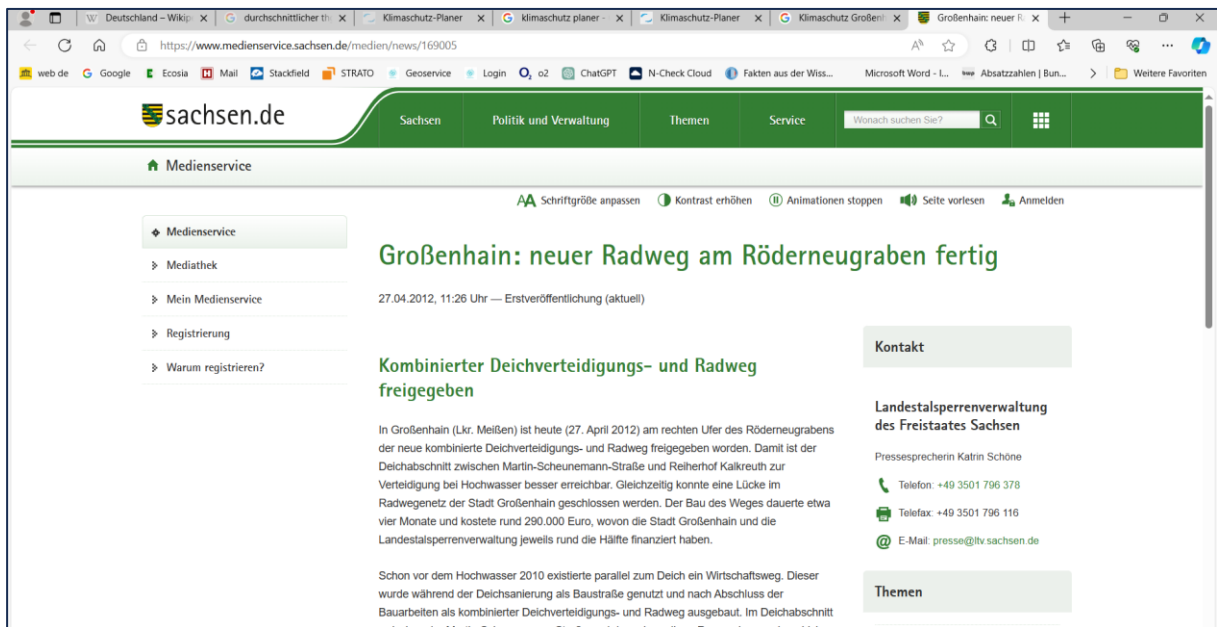 Deutschland – Wikip
durchschnittlicher th
Klimaschutz-Planer
klimaschutz planer -
Klimaschutz-Planer
Klimaschutz Großenh
Großenhain: neuer R
https://www.medienservice.sachsen.de/medien/news/169005
web de Google Ecosia Mail Stackfield STRATO Geoservice Login o2 ChatGPT N-Check Cloud Fakten aus der Wiss... Microsoft Word - I... Absatzzahlen | Bun... Weitere Favoriten
sachsen.de
Sachsen Politik und Verwaltung Themen Service Wonach suchen Sie?
Medienservice
AA Schriftgröße anpassen Kontrast erhöhen Animationen stoppen Seite vorlesen Anmelden
Medienservice
Mediathek
Mein Medienservice
Registrierung
Warum registrieren?
Großenhain: neuer Radweg am Röderneugraben fertig
27.04.2012, 11:26 Uhr — Erstveröffentlichung (aktuell)
Kombinierter Deichverteidigungs- und Radweg
freigegeben
In Großenhain (Lkr. Meißen) ist heute (27. April 2012) am rechten Ufer des Röderneugrabens
der neue kombinierte Deichverteidigungs- und Radweg freigegeben worden. Damit ist der
Deichabschnitt zwischen Martin-Scheunemann-Straße und Reiherhof Kalkreuth zur
Verteidigung bei Hochwasser besser erreichbar. Gleichzeitig konnte eine Lücke im
Radwegenetz der Stadt Großenhain geschlossen werden. Der Bau des Weges dauerte etwa
vier Monate und kostete rund 290.000 Euro, wovon die Stadt Großenhain und die
Landestalsperrenverwaltung jeweils rund die Hälfte finanziert haben.
Schon vor dem Hochwasser 2010 existierte parallel zum Deich ein Wirtschaftsweg. Dieser
wurde während der Deichsanierung als Baustraße genutzt und nach Abschluss der
Bauarbeiten als kombinierter Deichverteidigungs- und Radweg ausgebaut. Im Deichabschnitt
Kontakt
Landestalsperrenverwaltung
des Freistaates Sachsen
Pressesprecherin Katrin Schöne
Telefon: +49 3501 796 378
Telefax: +49 3501 796 116
E-Mail: presse@ltv.sachsen.de
Themen